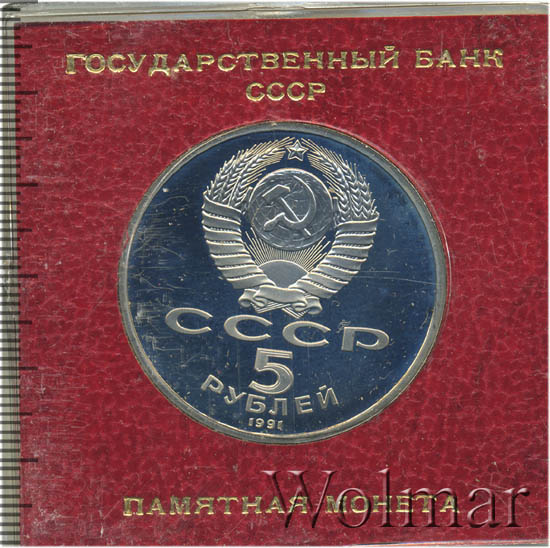 ГОСУДАРСТВЕННЫЙ БАНК
СССР
СССР
5
РУБЛЕЙ
1991
ПАМЯТНАЯ МОНЕТА
Wolmar